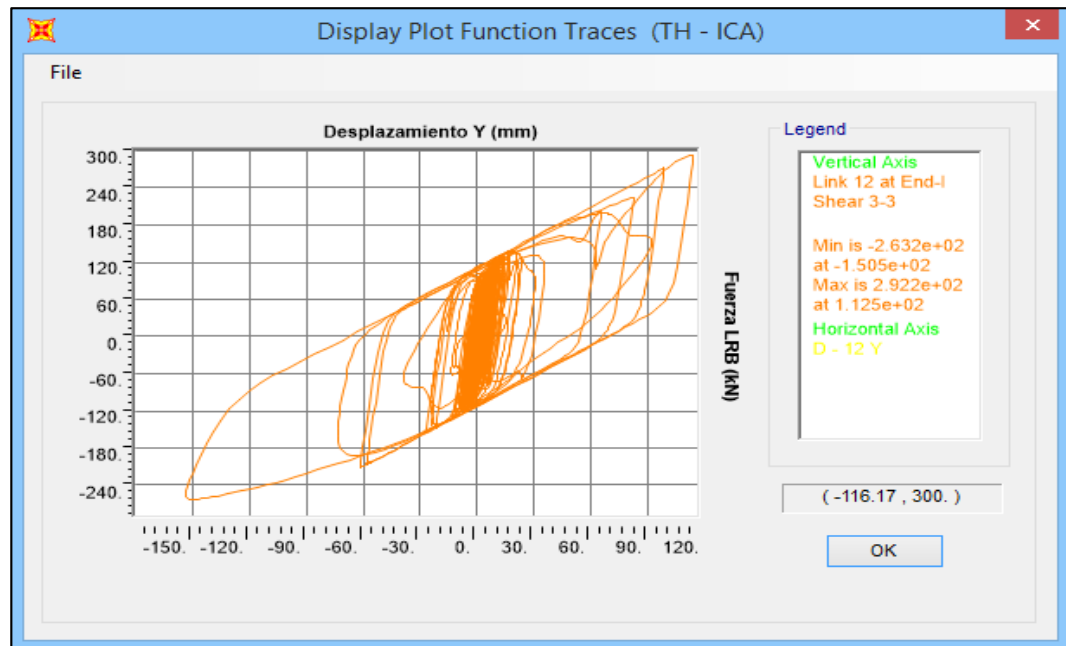 Display Plot Function Traces (TH - ICA)
x
File
Desplazamiento Y (mm)
300.
240.
180.
120.
60.
0.
-60.
-120.
-180.
-240.
-150. -120. -90. -60. -30. 0. 30. 60. 90. 120.
Fuerza LRB (kN)
Legend
Vertical Axis
Link 12 at End-I
Shear 3-3
Min is -2.632e+02
at -1.505e+02
Max is 2.922e+02
at 1.125e+02
Horizontal Axis
D - 12 Y
( -116.17 , 300. )
OK